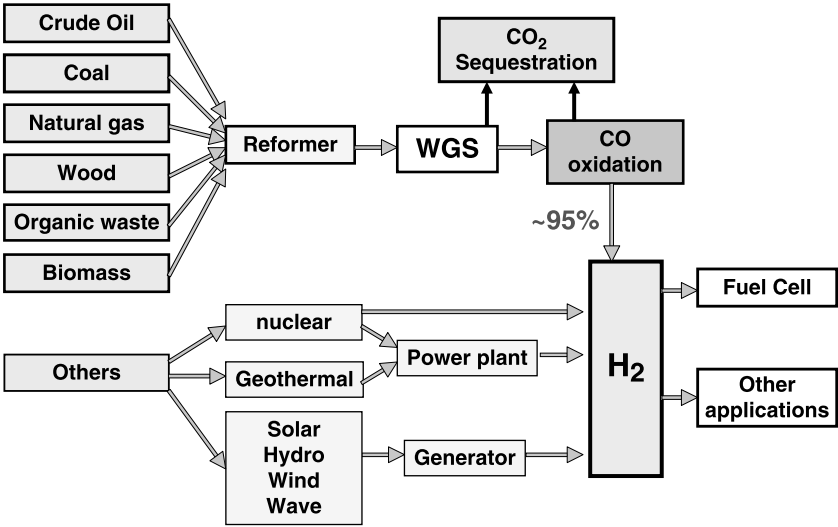 Crude Oil
Coal
Natural gas
Wood
Organic waste
Biomass
Reformer
WGS
CO₂
Sequestration
CO
oxidation
~95%
Others
nuclear
Geothermal
Solar
Hydro
Wind
Wave
Power plant
Generator
H₂
Fuel Cell
Other
applications